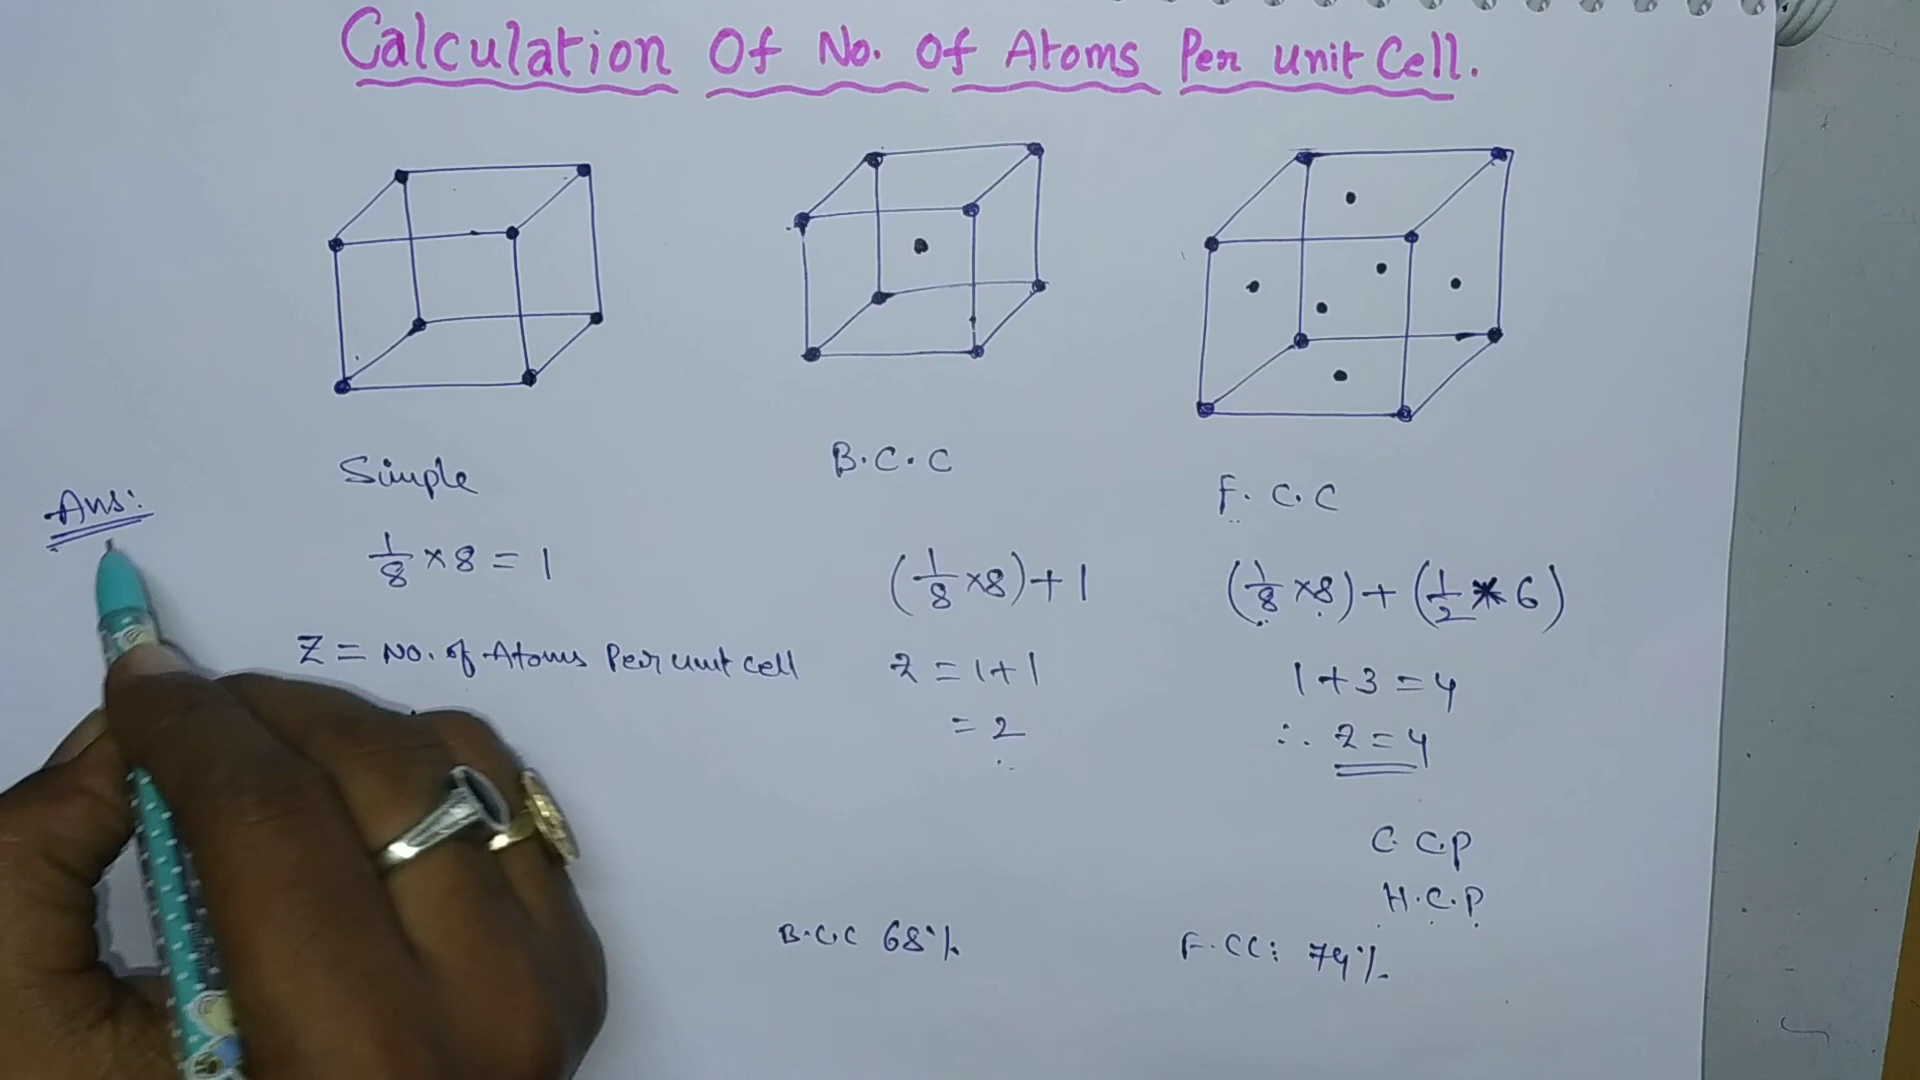 Calculation Of No. Of Atoms Per unit Cell.
Simple
B.C.C
F.C.C
Ans:
1/8 × 8 = 1
(1/8 ×8) + 1
(1/8 ×8) + (1/2 * 6)
Z = No. of Atoms Per unit cell
z = 1+1
= 2
1+3 = 4
∴ z = 4
C.C.P
H.C.P
B.C.C 68%
F.CC: 74%